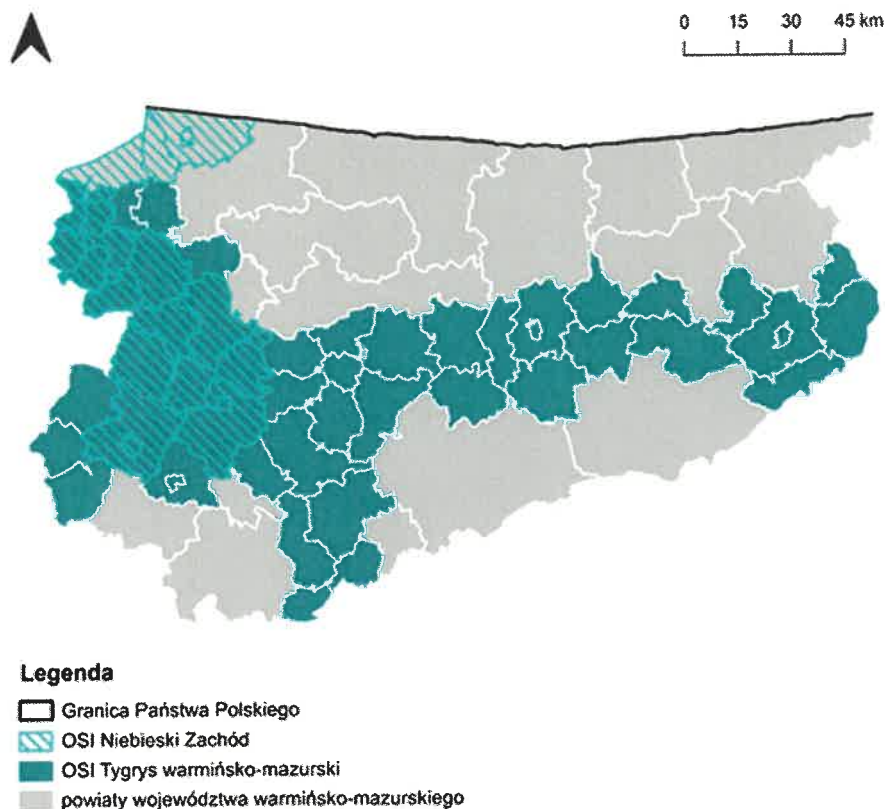 0 15 30 45 km
Legenda
Granica Państwa Polskiego
OSI Niebieski Zachód
OSI Tygrys warmińsko-mazurski
powiaty województwa warmińsko-mazurskiego